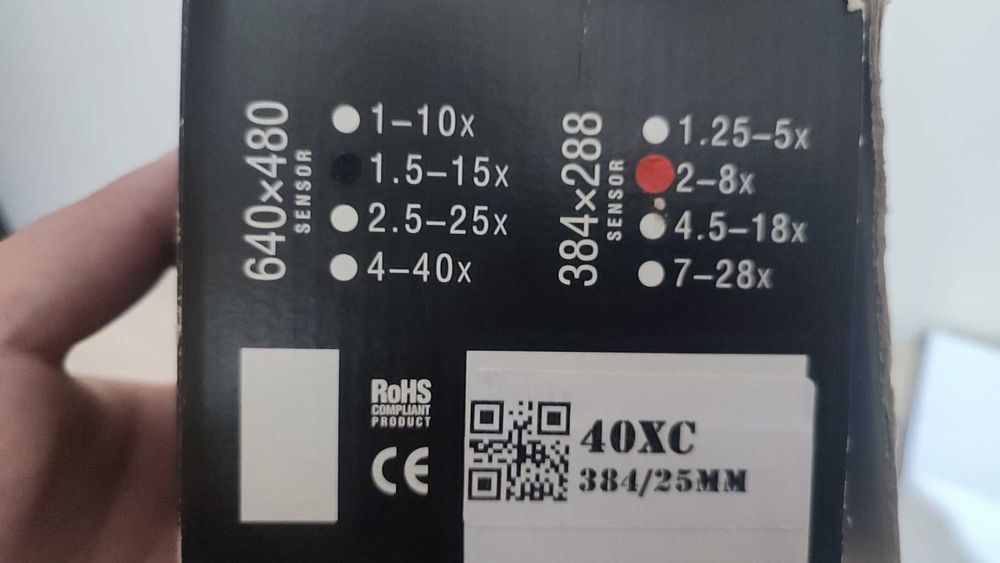 640×480
SENSOR
1–10x
1.5–15x
2.5–25x
4–40x
384×288
SENSOR
1.25–5x
2–8x
4.5–18x
7–28x
RoHS
COMPLIANT
PRODUCT
CE
40XC
384/25MM